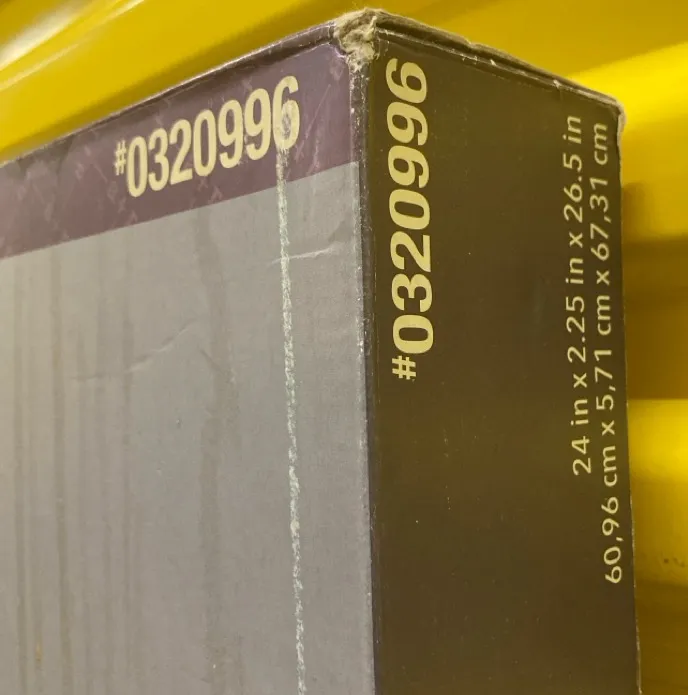 #0320996
#0320996
24 in x 2.25 in x 26.5 in
60,96 cm x 5,71 cm x 67,31 cm